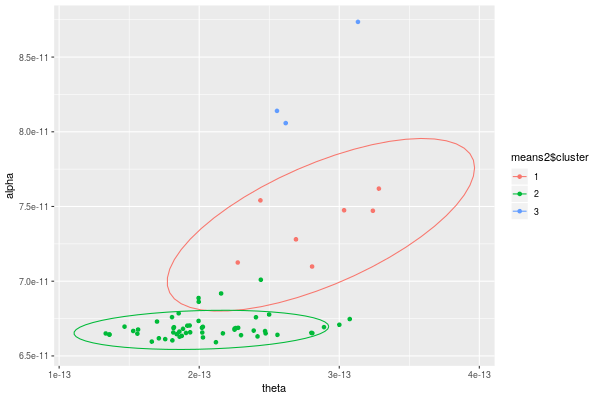 8.5e-11
8.0e-11
7.5e-11
7.0e-11
6.5e-11
alpha
1e-13 2e-13 3e-13 4e-13
theta
means2$cluster
1
2
3